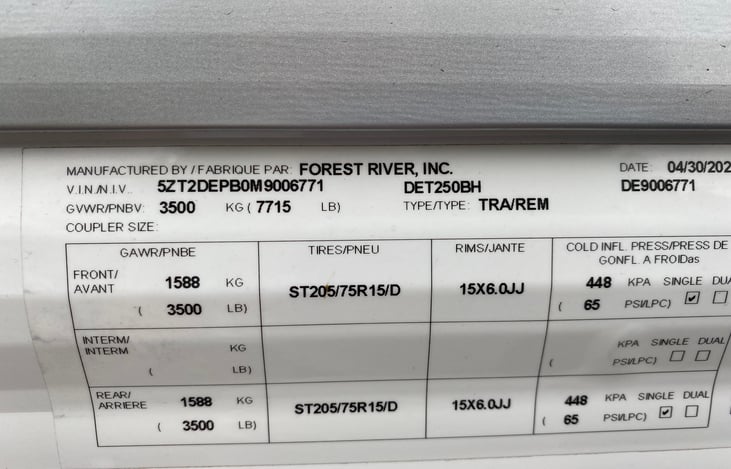 MANUFACTURED BY / FABRIQUE PAR: FOREST RIVER, INC. DATE: 04/30/202
V.I.N./N.I.V.. 5ZT2DEPB0M9006771 DET250BH DE9006771
GVWR/PNBV: 3500 KG ( 7715 LB) TYPE/TYPE: TRA/REM
COUPLER SIZE:
GAWR/PNBE TIRES/PNEU RIMS/JANTE COLD INFL. PRESS/PRESS DE
GONFL. A FROIDas
FRONT/
AVANT 1588 KG ST205/75R15/D 15X6.0JJ 448 KPA SINGLE DUA
( 3500 LB) ( 65 PSI/LPC)
INTERM/
INTERM KG KPA SINGLE DUAL
( LB) ( PSI/LPC)
REAR/
ARRIERE 1588 KG ST205/75R15/D 15X6.0JJ 448 KPA SINGLE DUAL
( 3500 LB) ( 65 PSI/LPC)